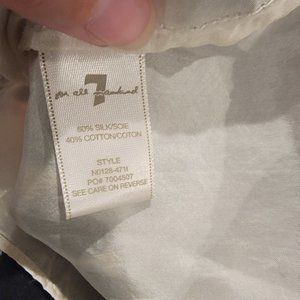 7
for all mankind
60% SILK/SOIE
40% COTTON/COTON
STYLE
N0128-471I
PO# 7004507
SEE CARE ON REVERSE